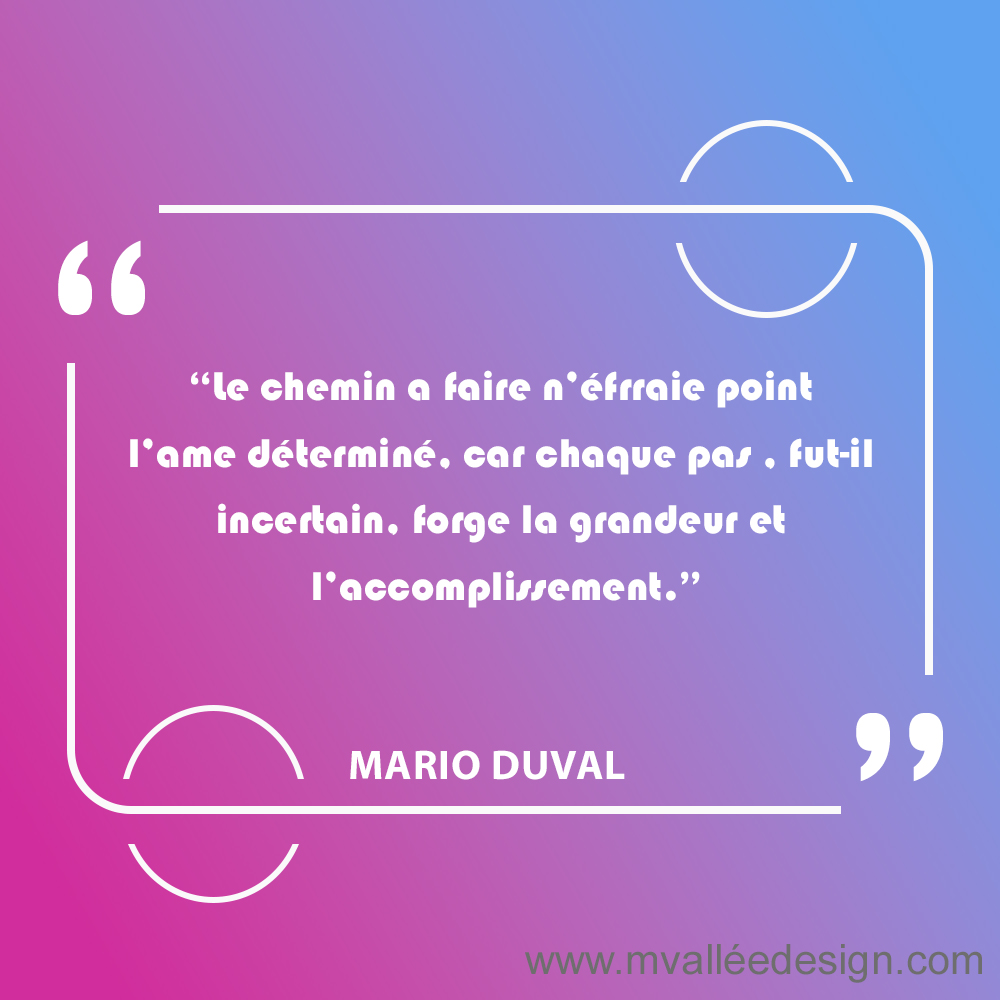 “Le chemin a faire n’éfrraie point
l’ame déterminé, car chaque pas , fut-il
incertain, forge la grandeur et
l’accomplissement.”
MARIO DUVAL
www.mvalléedesign.com